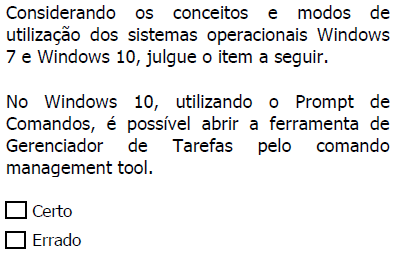 Considerando os conceitos e modos de
utilização dos sistemas operacionais Windows
7 e Windows 10, julgue o item a seguir.
No Windows 10, utilizando o Prompt de
Comandos, é possível abrir a ferramenta de
Gerenciador de Tarefas pelo comando
management tool.
Certo
Errado